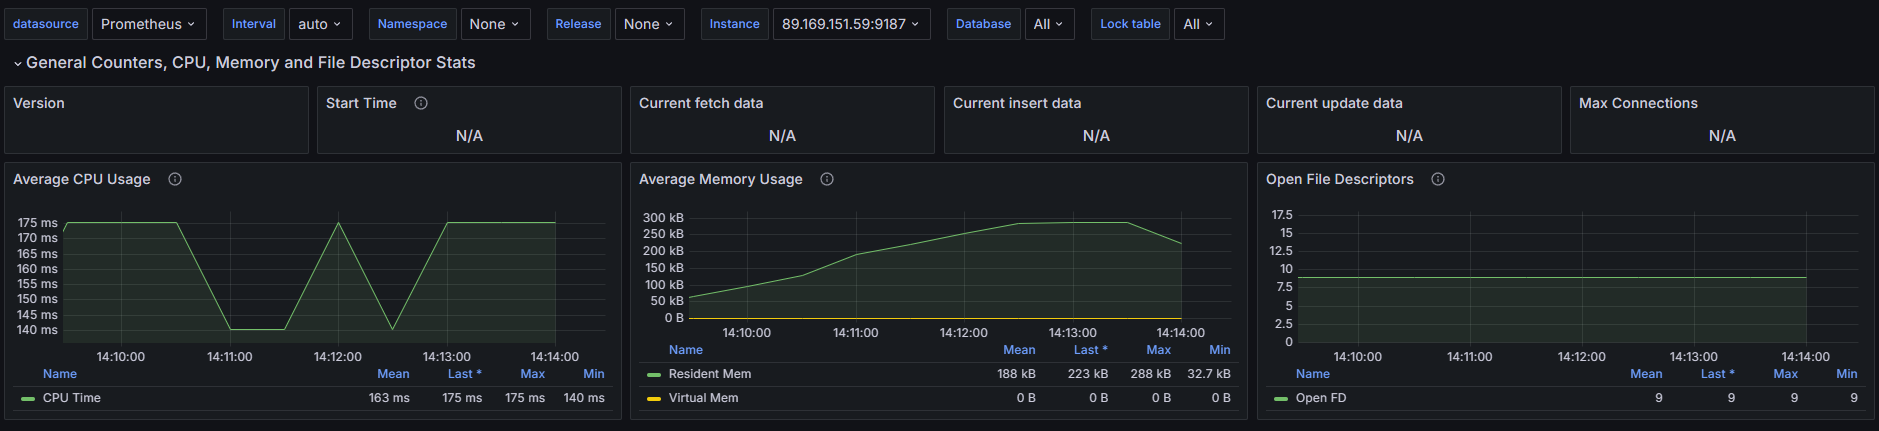 datasource Prometheus Interval auto Namespace None Release None Instance 89.169.151.59:9187 Database All Lock table All
General Counters, CPU, Memory and File Descriptor Stats
Version
Start Time
N/A
Current fetch data
N/A
Current insert data
N/A
Current update data
N/A
Max Connections
N/A
Average CPU Usage
175 ms
170 ms
165 ms
160 ms
155 ms
150 ms
145 ms
140 ms
14:10:00 14:11:00 14:12:00 14:13:00 14:14:00
Name Mean Last * Max Min
CPU Time 163 ms 175 ms 175 ms 140 ms
Average Memory Usage
300 kB
250 kB
200 kB
150 kB
100 kB
50 kB
0 B
14:10:00 14:11:00 14:12:00 14:13:00 14:14:00
Name Mean Last * Max Min
Resident Mem 188 kB 223 kB 288 kB 32.7 kB
Virtual Mem 0 B 0 B 0 B 0 B
Open File Descriptors
17.5
15
12.5
10
7.5
5
2.5
0
14:10:00 14:11:00 14:12:00 14:13:00 14:14:00
Name Mean Last * Max Min
Open FD 9 9 9 9